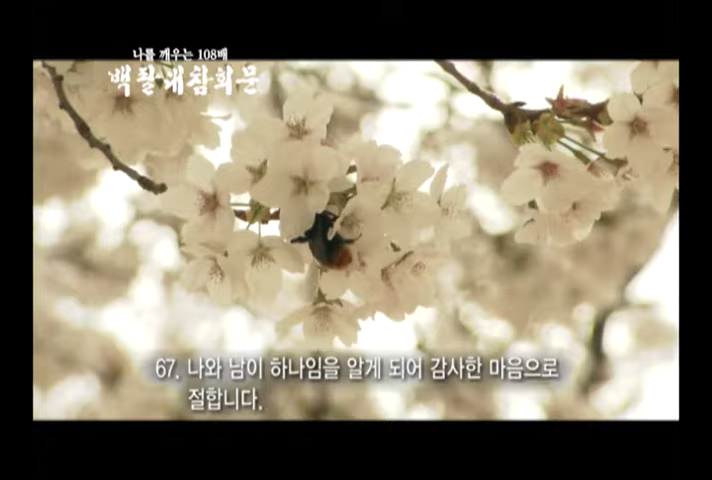 나를 깨우는 108배
백팔대참회문
67. 나와 남이 하나임을 알게 되어 감사한 마음으로
절합니다.